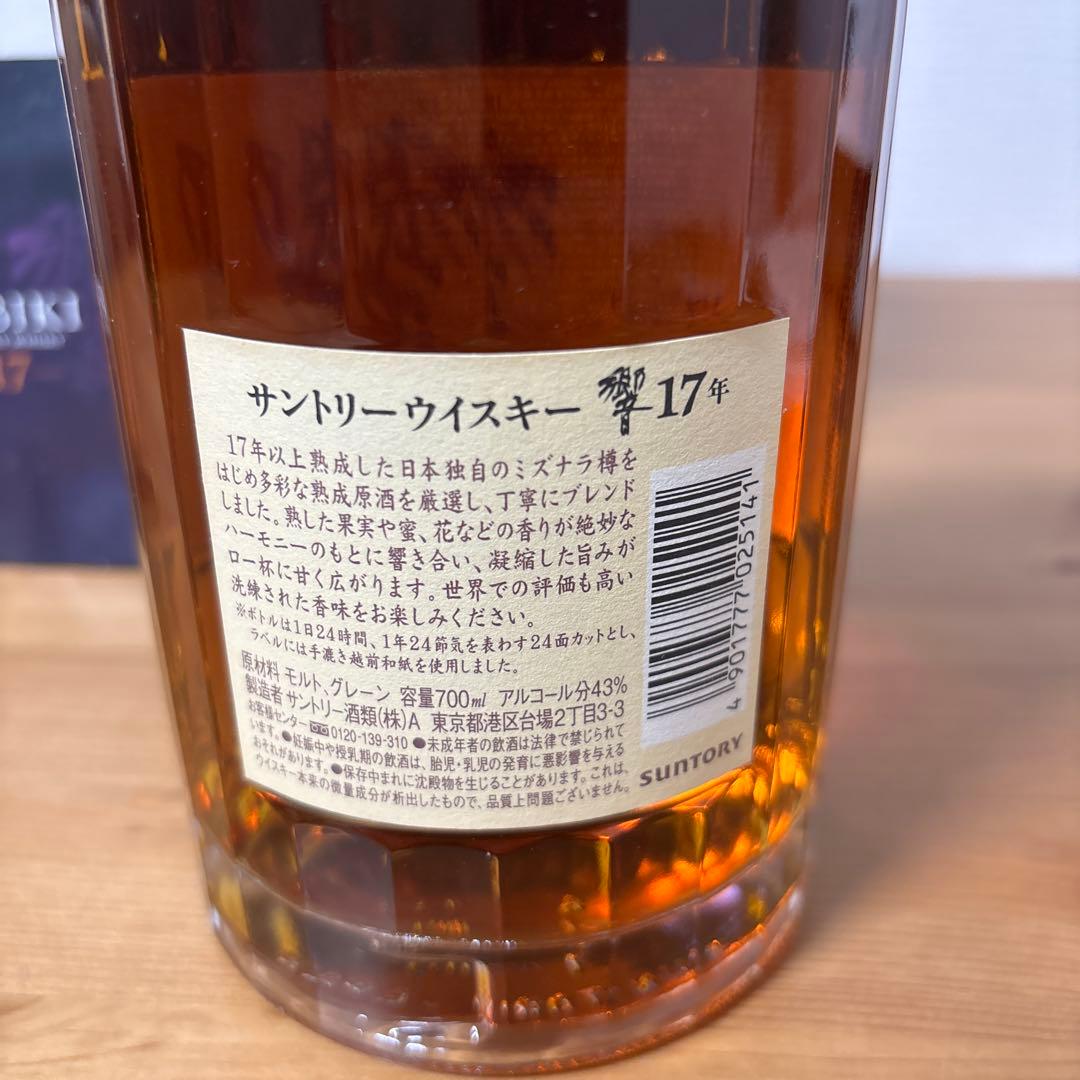 サントリーウイスキー 響 17年
17年以上熟成した日本独自のミズナラ樽を
はじめ多彩な熟成原酒を厳選し、丁寧にブレンド
しました。熟した果実や蜜、花などの香りが絶妙な
ハーモニーのもとに響き合い、凝縮した旨みが
口一杯に甘く広がります。世界での評価も高い
洗練された香味をお楽しみください。
※ボトルは1日24時間、1年24節気を表わす24面カットとし、
ラベルには手漉き越前和紙を使用しました。
原材料 モルト、グレーン 容量700㎖ アルコール分43%
製造者 サントリー酒類(株)A 東京都港区台場2丁目3-3
お客様センター 0120-139-310 ●未成年者の飲酒は法律で禁じられて
います。●妊娠中や授乳期の飲酒は、胎児・乳児の発育に悪影響を与える
おそれがあります。●保存中まれに沈殿物を生じることがあります。これは、
ウイスキー本来の微量成分が析出したもので、品質上問題ございません。
SUNTORY
4 901777 025141
BIKI
17